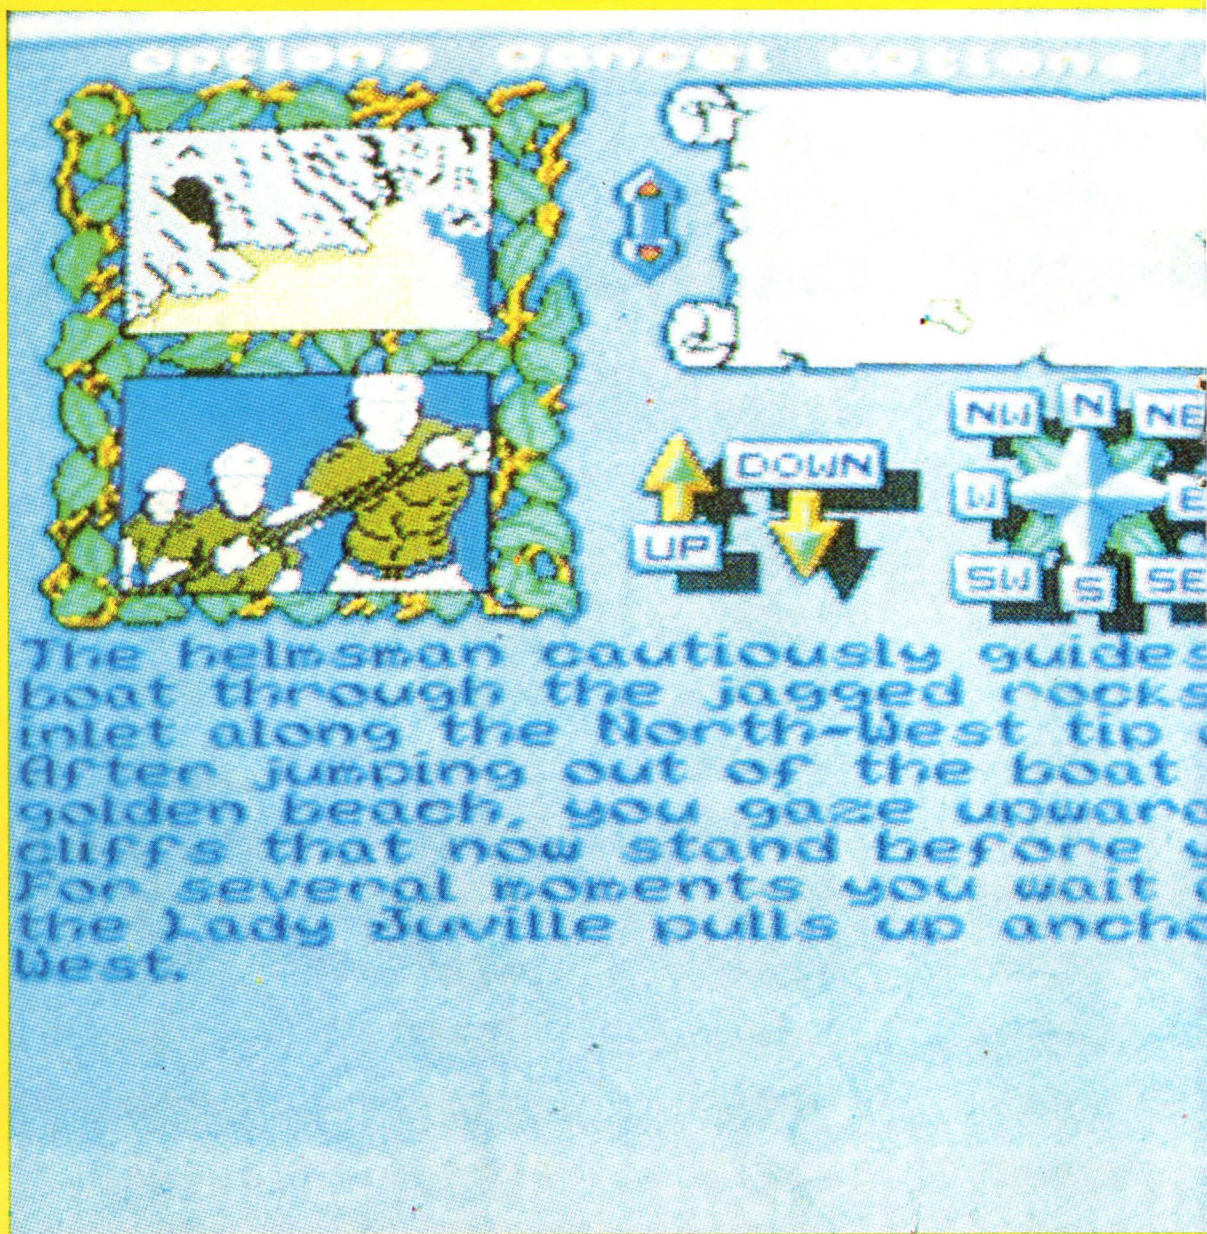 options cancel options
NW N NE
DOWN
W E
UP
SW S SE
The helmsman cautiously guides
boat through the jagged rocks
inlet along the North-West tip
After jumping out of the boat
golden beach, you gaze upward
cliffs that now stand before
For several moments you wait
the Lady Juville pulls up
West.